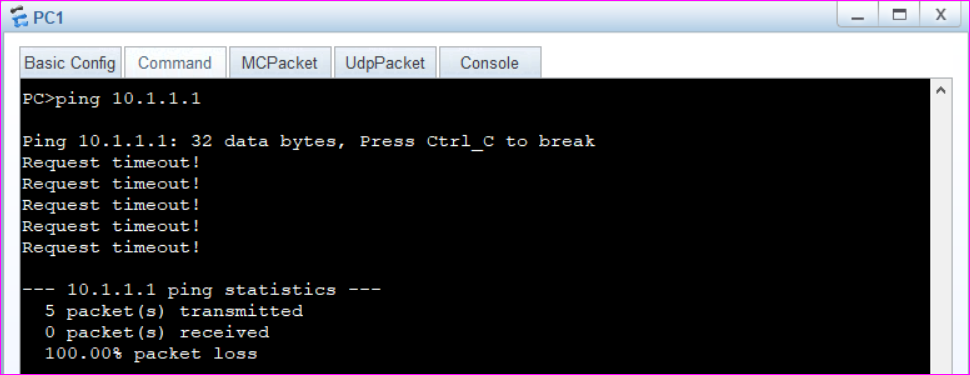 PC1
Basic Config Command MCPacket UdpPacket Console
PC>ping 10.1.1.1
Ping 10.1.1.1: 32 data bytes, Press Ctrl_C to break
Request timeout!
Request timeout!
Request timeout!
Request timeout!
Request timeout!
--- 10.1.1.1 ping statistics ---
5 packet(s) transmitted
0 packet(s) received
100.00% packet loss